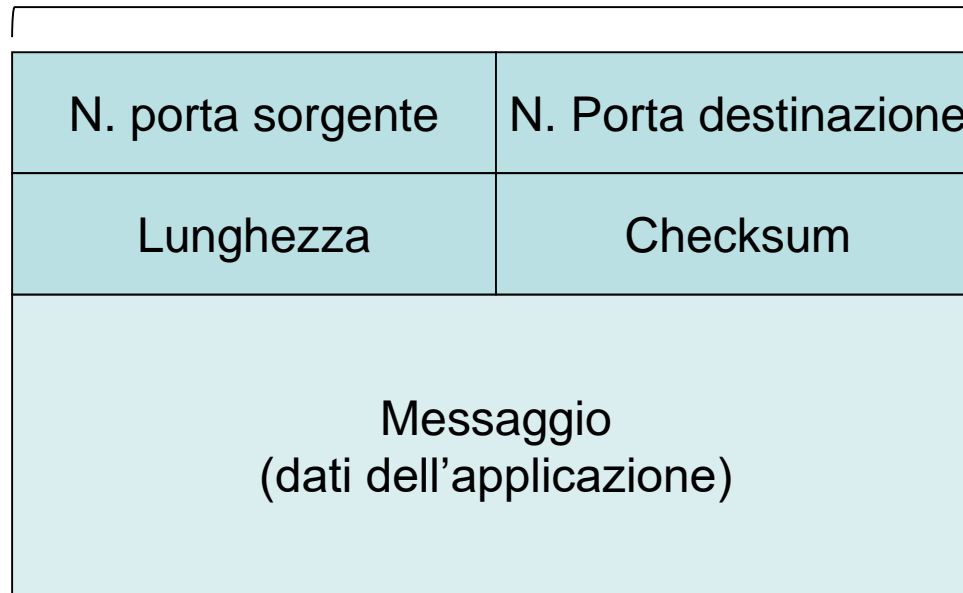 N. porta sorgente
N. Porta destinazione
Lunghezza
Checksum
Messaggio
(dati dell’applicazione)